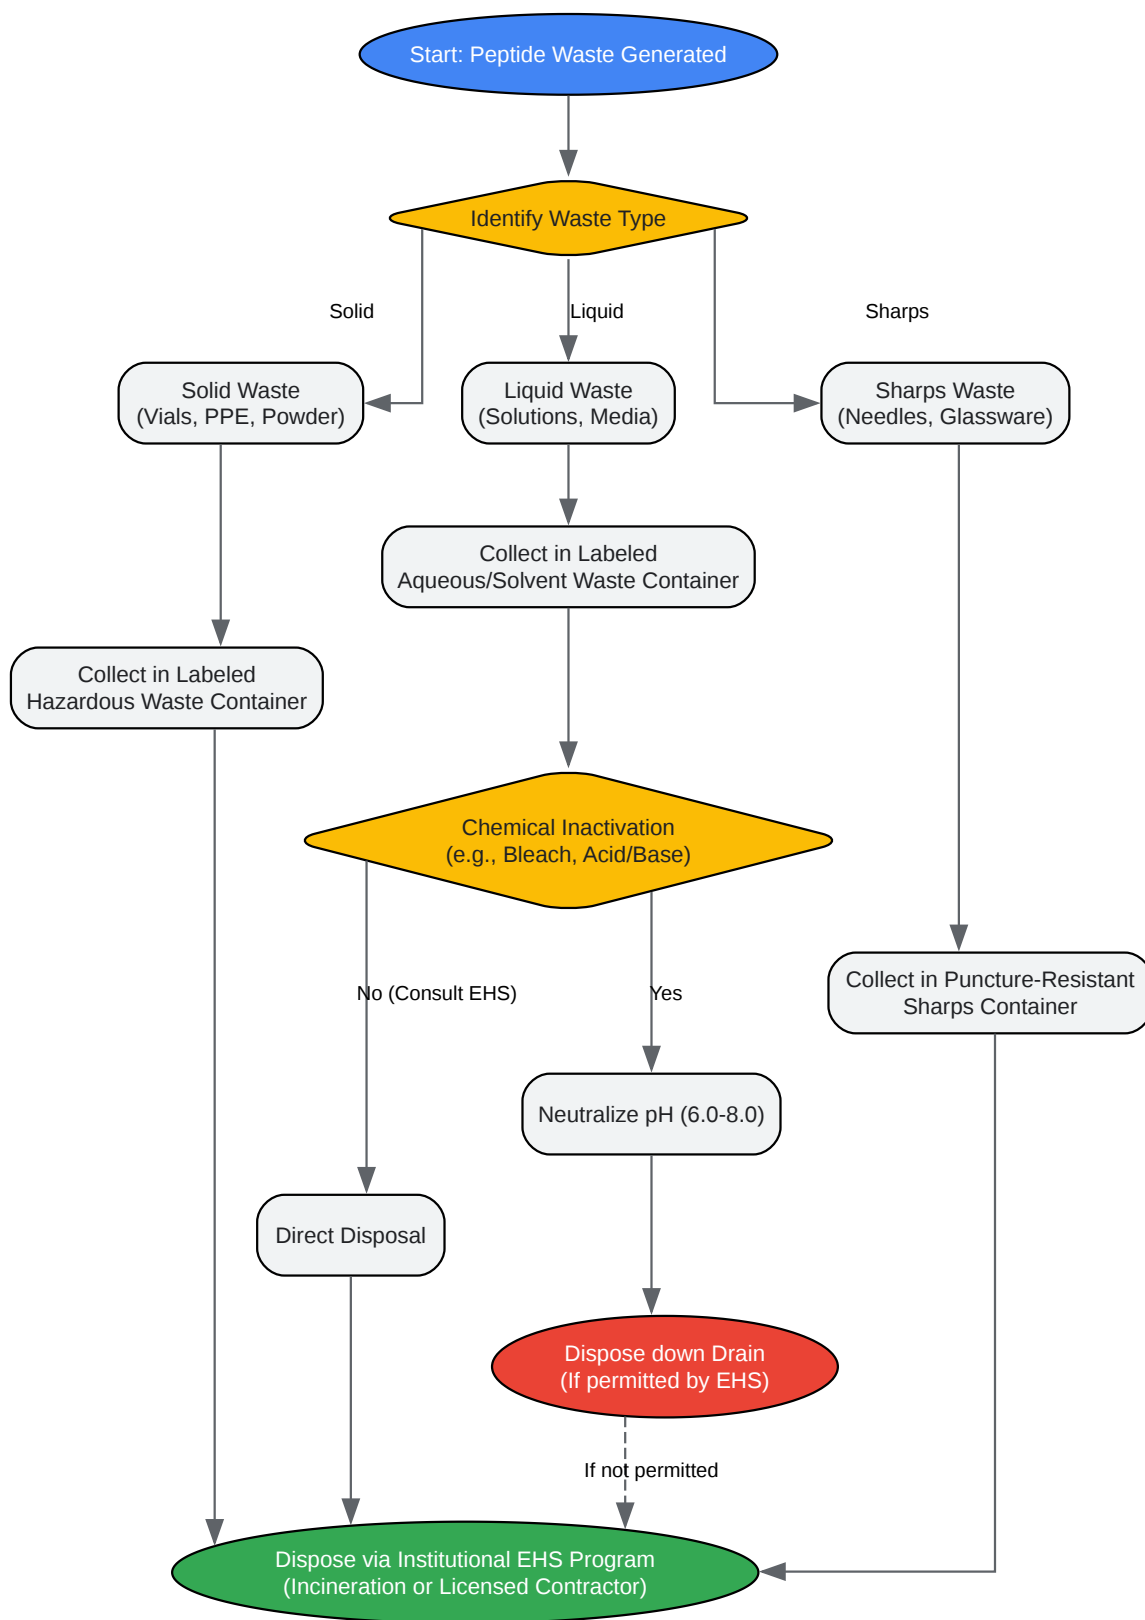 Start: Peptide Waste Generated
Identify Waste Type
Solid
Liquid
Sharps
Solid Waste
(Vials, PPE, Powder)
Liquid Waste
(Solutions, Media)
Sharps Waste
(Needles, Glassware)
Collect in Labeled
Aqueous/Solvent Waste Container
Collect in Labeled
Hazardous Waste Container
Chemical Inactivation
(e.g., Bleach, Acid/Base)
No (Consult EHS)
Yes
Collect in Puncture-Resistant
Sharps Container
Neutralize pH (6.0-8.0)
Direct Disposal
Dispose down Drain
(If permitted by EHS)
If not permitted
Dispose via Institutional EHS Program
(Incineration or Licensed Contractor)